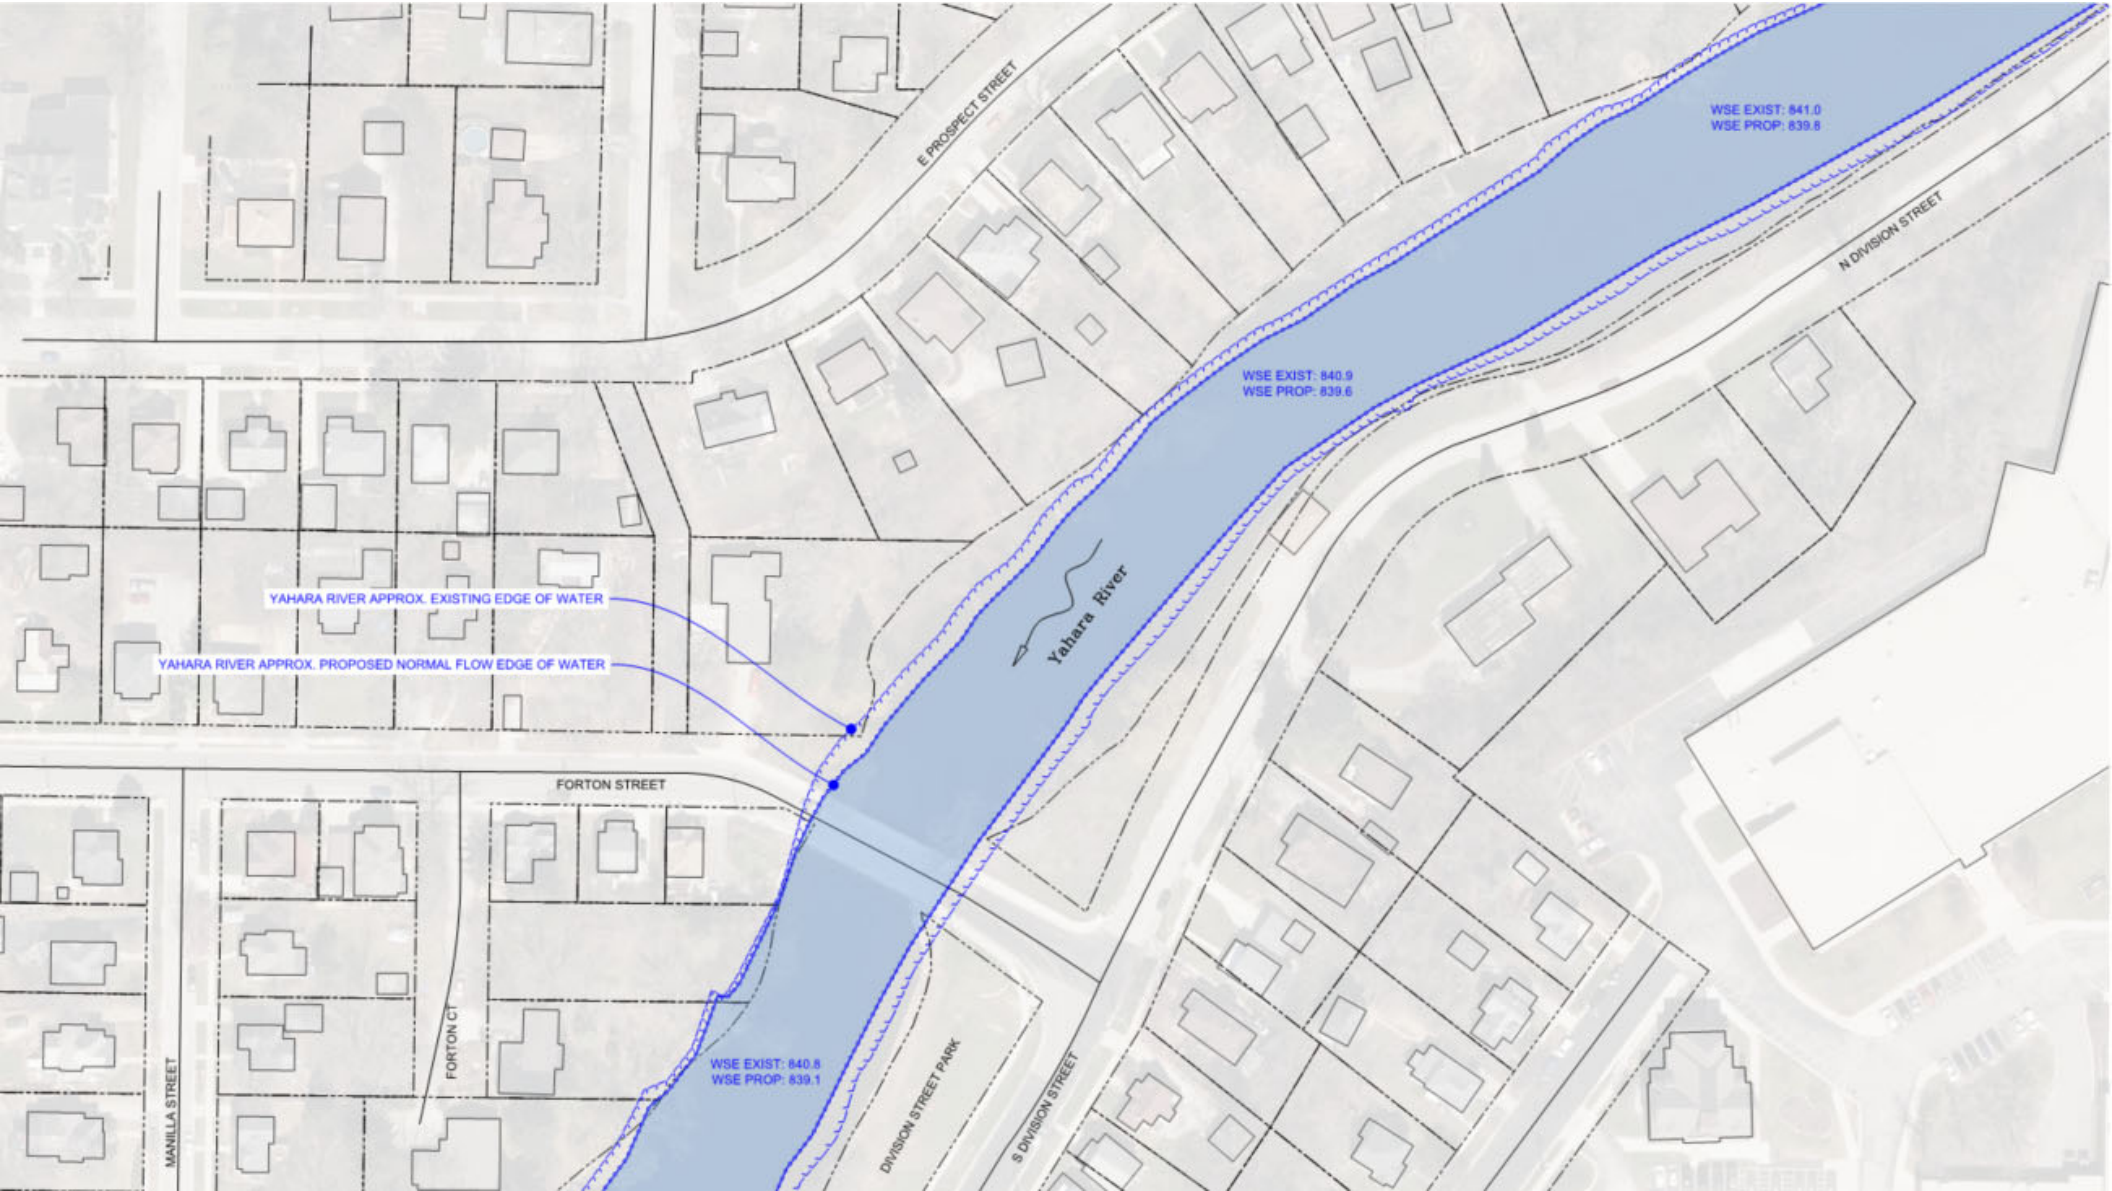 E PROSPECT STREET
WSE EXIST: 841.0
WSE PROP: 839.8
N DIVISION STREET
WSE EXIST: 840.9
WSE PROP: 839.6
YAHARA RIVER APPROX. EXISTING EDGE OF WATER
Yahara River
YAHARA RIVER APPROX. PROPOSED NORMAL FLOW EDGE OF WATER
FORTON STREET
FORTON CT
MANILLA STREET
WSE EXIST: 840.8
WSE PROP: 839.1
DIVISION STREET PARK
S DIVISION STREET